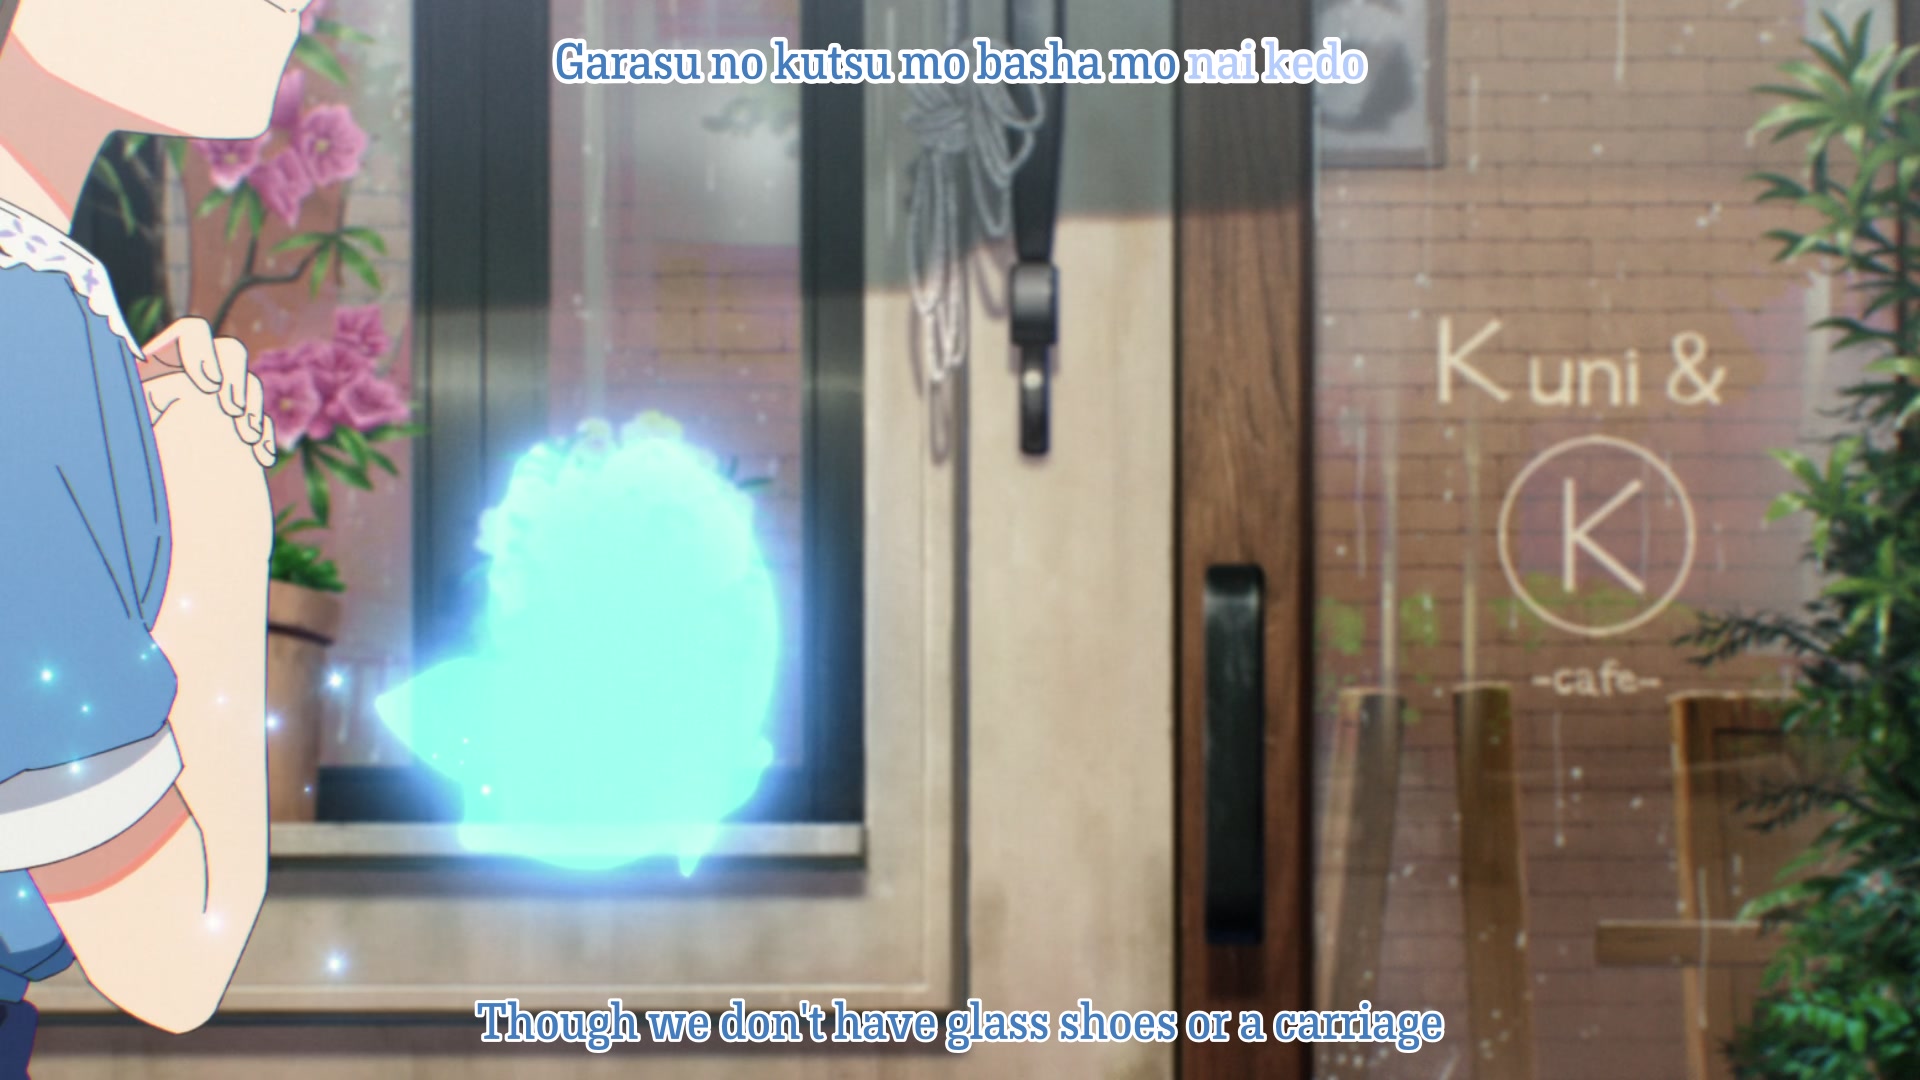 Garasu no kutsu mo basha mo nai kedo
Kuni &
K
-cafe-
Though we don't have glass shoes or a carriage